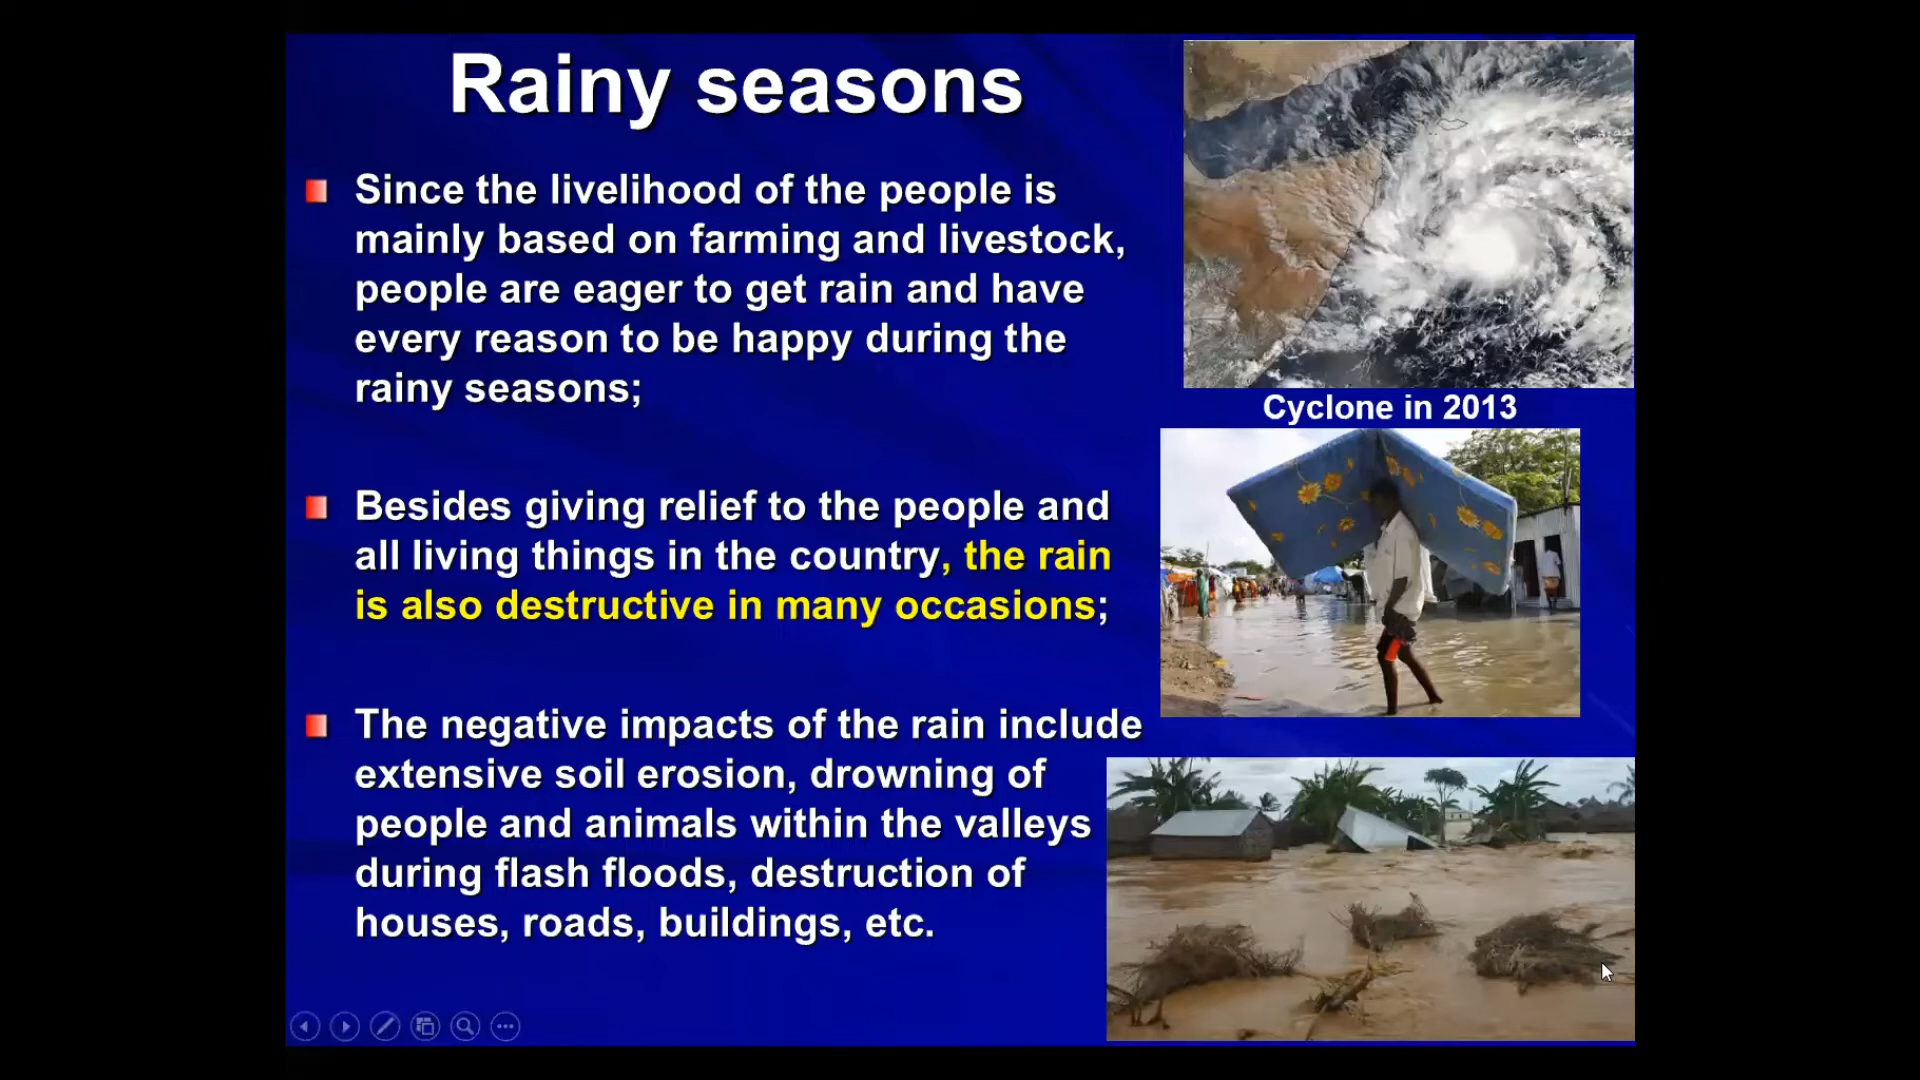 Rainy seasons
Since the livelihood of the people is
mainly based on farming and livestock,
people are eager to get rain and have
every reason to be happy during the
rainy seasons;
Besides giving relief to the people and
all living things in the country, the rain
is also destructive in many occasions;
The negative impacts of the rain include
extensive soil erosion, drowning of
people and animals within the valleys
during flash floods, destruction of
houses, roads, buildings, etc.
Cyclone in 2013